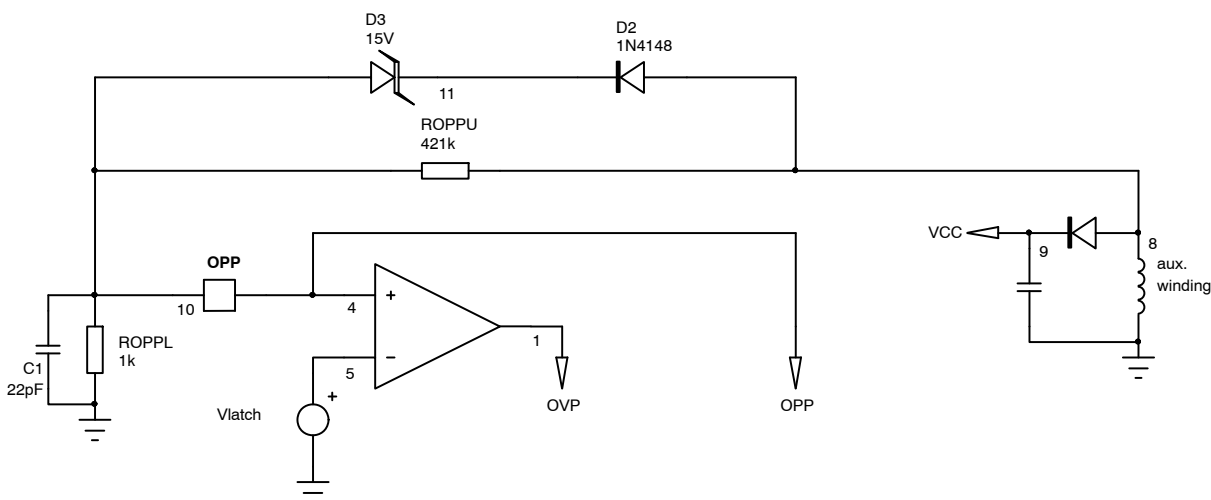 D3
15V
D2
1N4148
11
ROPPU
421k
VCC
9
8
aux.
winding
OPP
10
4
+
ROPPL
1k
C1
22pF
1
5
−
+
Vlatch
OVP
OPP